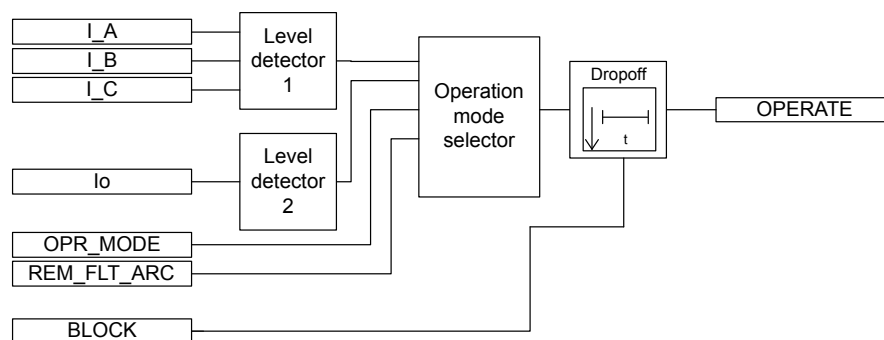 I_A
I_B
I_C
Level
detector
1
Io
Level
detector
2
OPR_MODE
REM_FLT_ARC
BLOCK
Operation
mode
selector
Dropoff
t
OPERATE